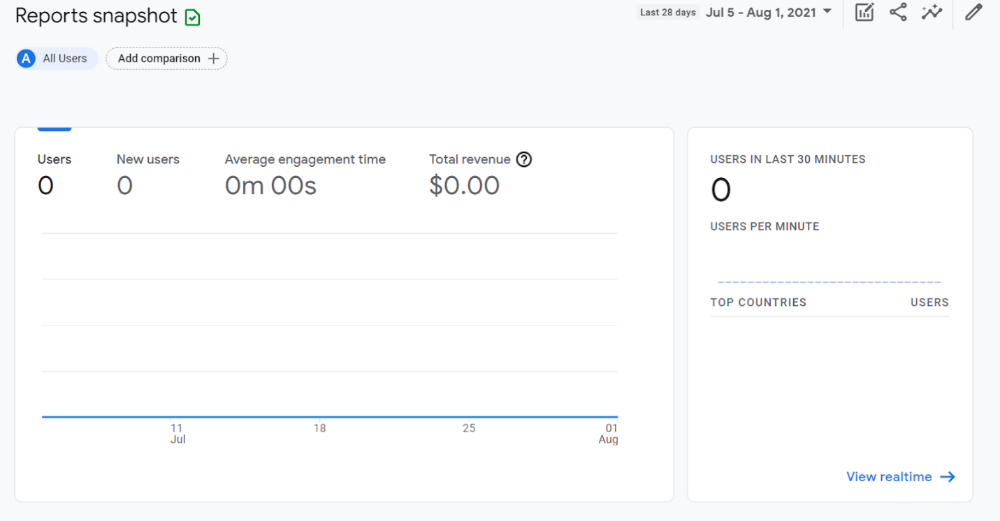 Reports snapshot
Last 28 days Jul 5 - Aug 1, 2021
A All Users
Add comparison +
Users
0
New users
0
Average engagement time
0m 00s
Total revenue ?
$0.00
11
Jul
18
25
01
Aug
USERS IN LAST 30 MINUTES
0
USERS PER MINUTE
TOP COUNTRIES USERS
View realtime →